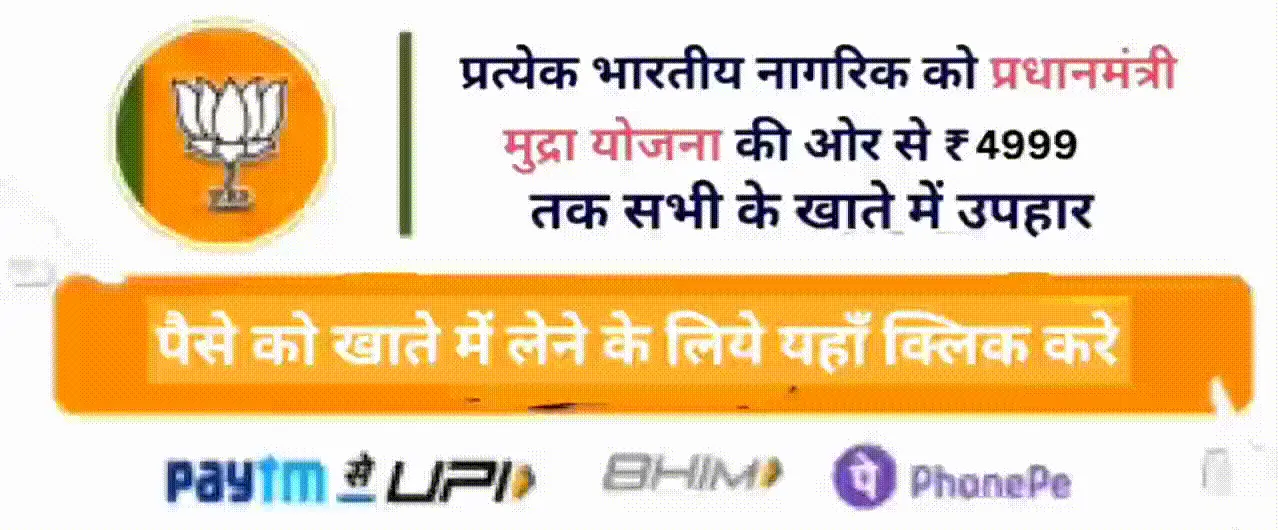 प्रत्येक भारतीय नागरिक को प्रधानमंत्री
मुद्रा योजना की ओर से ₹4999
तक सभी के खाते में उपहार
पैसे को खाते में लेने के लिये यहाँ क्लिक करे
paytm से UPI BHIM पे PhonePe